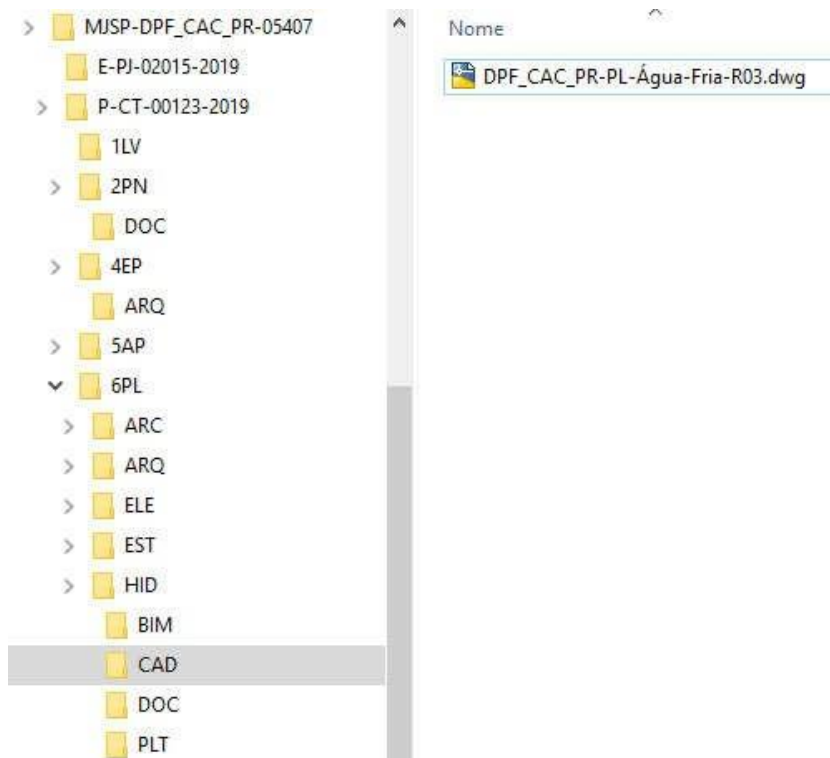 MJSP-DPF_CAC_PR-05407
E-PJ-02015-2019
P-CT-00123-2019
1LV
2PN
DOC
4EP
ARQ
5AP
6PL
ARC
ARQ
ELE
EST
HID
BIM
CAD
DOC
PLT
Nome
DPF_CAC_PR-PL-Água-Fria-R03.dwg